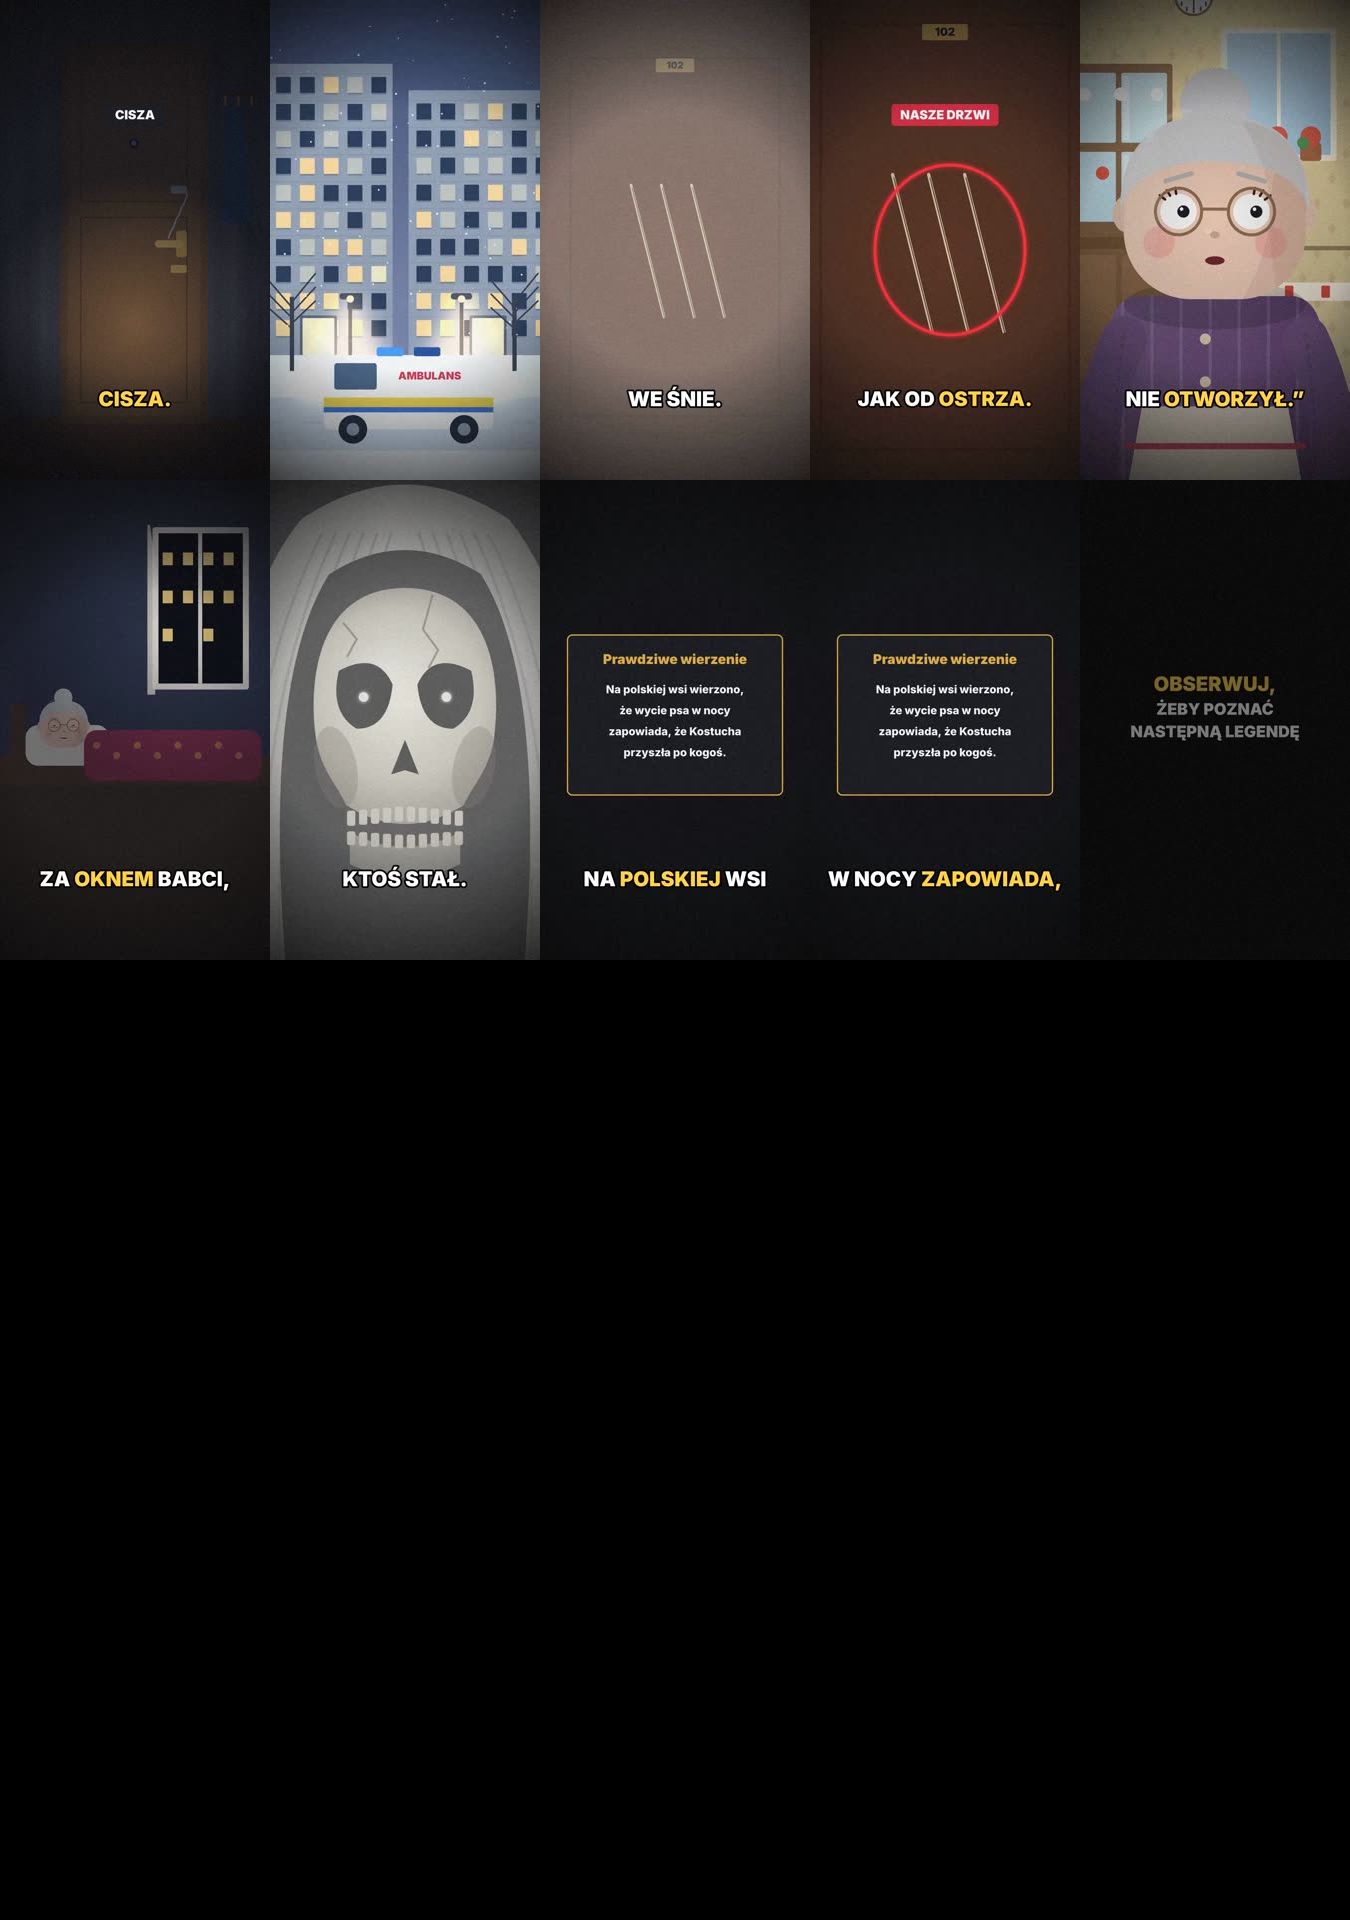 CISZA
CISZA.
AMBULANS
102
WE ŚNIE.
102
NASZE DRZWI
JAK OD OSTRZA.
NIE OTWORZYŁ.”
ZA OKNEM BABCI,
KTOŚ STAŁ.
Prawdziwe wierzenie
Na polskiej wsi wierzono,
że wycie psa w nocy
zapowiada, że Kostucha
przyszła po kogoś.
NA POLSKIEJ WSI
Prawdziwe wierzenie
Na polskiej wsi wierzono,
że wycie psa w nocy
zapowiada, że Kostucha
przyszła po kogoś.
W NOCY ZAPOWIADA,
OBSERWUJ,
ŻEBY POZNAĆ
NASTĘPNĄ LEGENDĘ